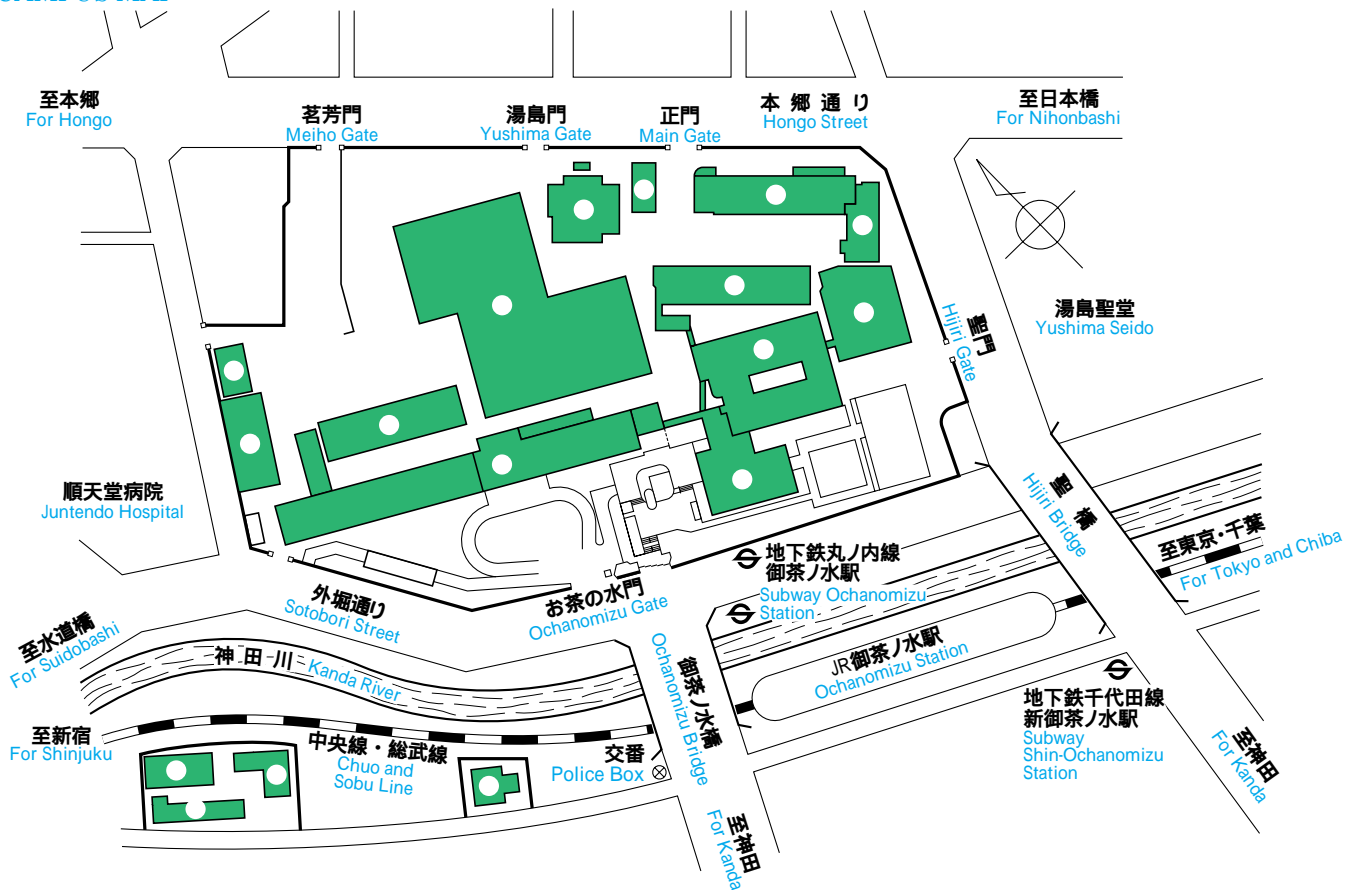 至本郷
For Hongo
茗芳門
Meiho Gate
湯島門
Yushima Gate
正門
Main Gate
本郷通り
Hongo Street
至日本橋
For Nihonbashi
湯島聖堂
Yushima Seido
聖門
Hijiri Gate
順天堂病院
Juntendo Hospital
聖橋
Hijiri Bridge
至東京・千葉
For Tokyo and Chiba
地下鉄丸ノ内線
御茶ノ水駅
Subway Ochanomizu
Station
外堀通り
Sotobori Street
お茶の水門
Ochanomizu Gate
至水道橋
For Suidobashi
神田川
Kanda River
御茶ノ水橋
Ochanomizu Bridge
JR御茶ノ水駅
Ochanomizu Station
地下鉄千代田線
新御茶ノ水駅
Subway
Shin-Ochanomizu
Station
至新宿
For Shinjuku
中央線・総武線
Chuo and
Sobu Line
交番
Police Box
至神田
For Kanda
至神田
For Kanda